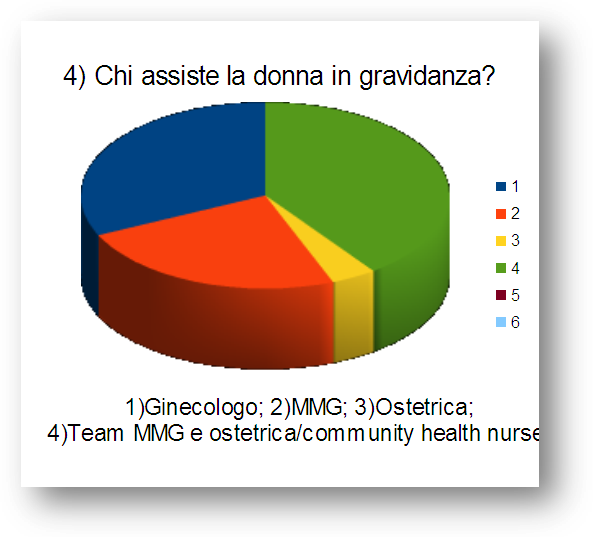 4) Chi assiste la donna in gravidanza?
1
2
3
4
5
6
1)Ginecologo; 2)MMG; 3)Ostetrica;
4)Team MMG e ostetrica/community health nurse